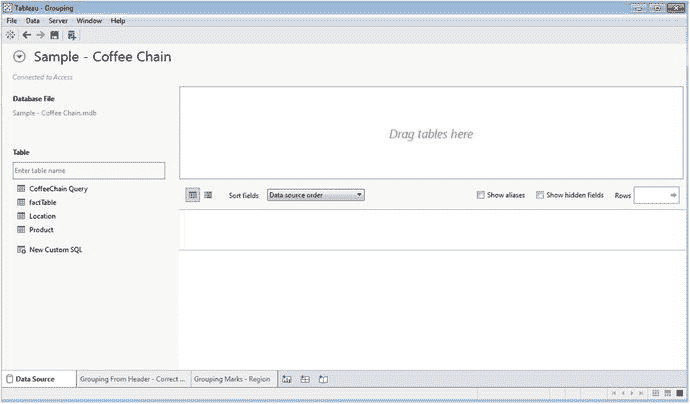 Tableau - Grouping
File Data Server Window Help
Sample - Coffee Chain
Connected to Access
Database File
Sample - Coffee Chain.mdb
Drag tables here
Table
Enter table name
CoffeeChain Query
factTable
Location
Product
New Custom SQL
Sort fields Data source order Show aliases Show hidden fields Rows
Data Source Grouping From Header - Correct ... Grouping Marks - Region